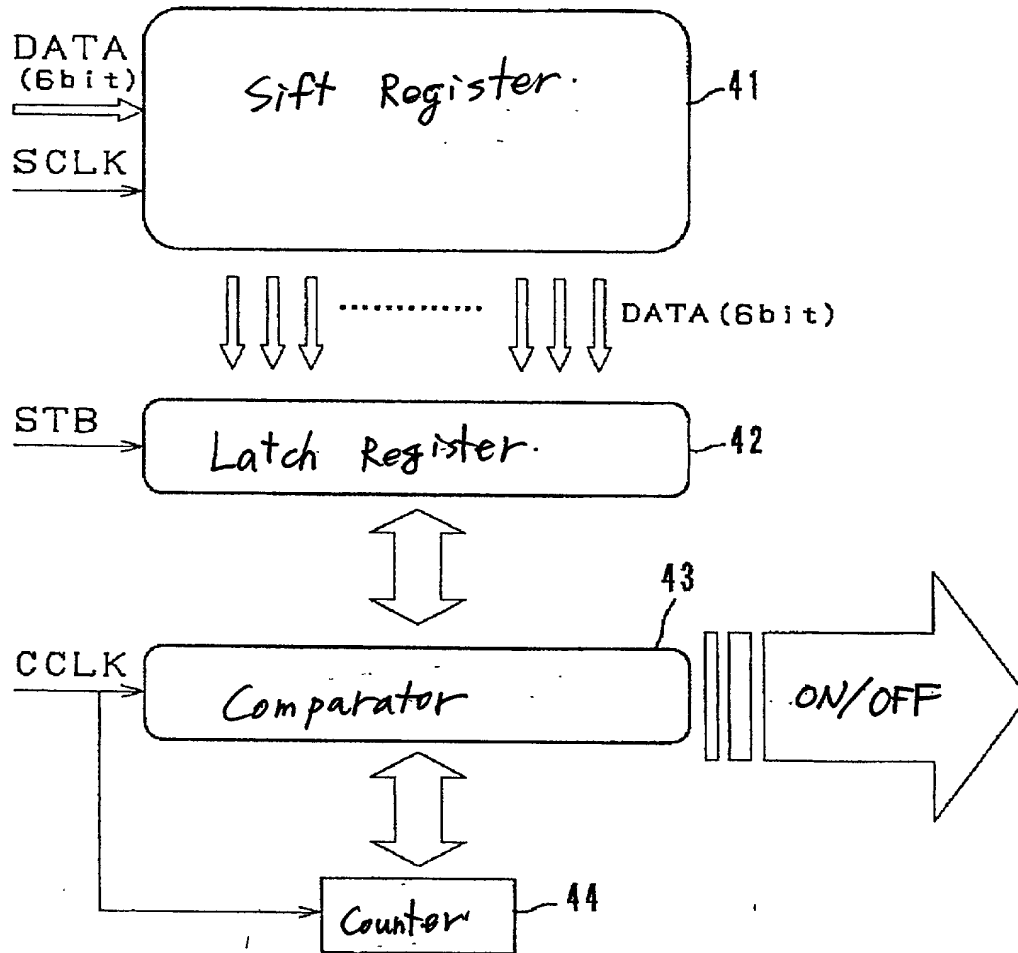 DATA
(6bit)
Sift Register.
41
SCLK
DATA(6bit)
STB
Latch Register.
42
43
CCLK
Comparator
ON/OFF
Counter
44